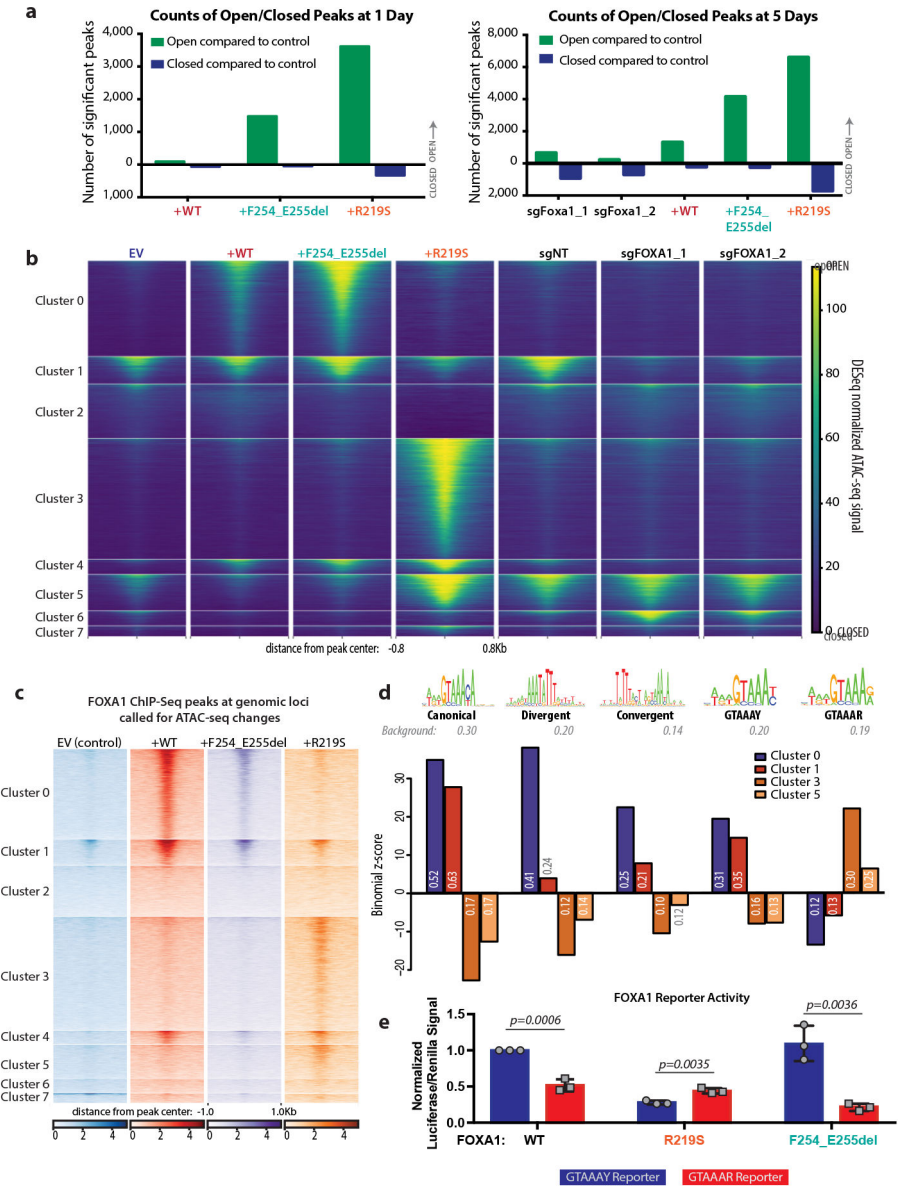 a
Counts of Open/Closed Peaks at 1 Day
Number of significant peaks
4,000
3,000
2,000
1,000
0
1,000
Open compared to control
Closed compared to control
CLOSED OPEN
+WT
+F254_E255del
+R219S
Counts of Open/Closed Peaks at 5 Days
Number of significant peaks
8,000
6,000
4,000
2,000
0
2,000
Open compared to control
Closed compared to control
CLOSED OPEN
sgFoxa1_1
sgFoxa1_2
+WT
+F254_
E255del
+R219S
b
EV
+WT
+F254_E255del
+R219S
sgNT
sgFOXA1_1
sgFOXA1_2
Cluster 0
Cluster 1
Cluster 2
Cluster 3
Cluster 4
Cluster 5
Cluster 6
Cluster 7
distance from peak center: -0.8 0.8Kb
open OPEN
100
80
60
40
20
0 CLOSED
closed
DESeq normalized ATAC-seq signal
c
FOXA1 ChIP-Seq peaks at genomic loci
called for ATAC-seq changes
EV (control)
+WT
+F254_E255del
+R219S
Cluster 0
Cluster 1
Cluster 2
Cluster 3
Cluster 4
Cluster 5
Cluster 6
Cluster 7
distance from peak center: -1.0 1.0Kb
0 2 4
0 2 4
0 2 4
0 2 4
d
Canonical
Divergent
Convergent
GTAAAY
GTAAAR
Background: 0.30 0.20 0.14 0.20 0.19
Cluster 0
Cluster 1
Cluster 3
Cluster 5
Binomial z-score
30
20
10
0
-10
-20
0.52 0.63 0.17 0.17
0.41 0.24 0.12 0.14
0.25 0.21 0.10 0.12
0.31 0.35 0.16 0.13
0.12 0.13 0.30 0.25
e
FOXA1 Reporter Activity
Normalized
Luciferase/Renilla Signal
1.5
1.0
0.5
0.0
p=0.0006
p=0.0035
p=0.0036
FOXA1: WT R219S F254_E255del
GTAAAY Reporter
GTAAAR Reporter